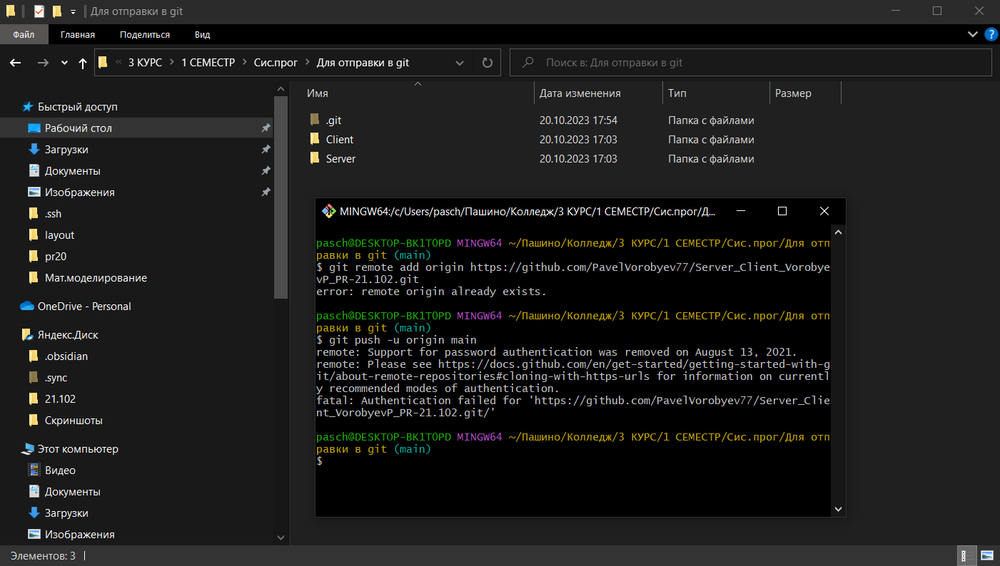 Для отправки в git
Файл Главная Поделиться Вид
« 3 КУРС > 1 СЕМЕСТР > Сис.прог > Для отправки в git
Поиск в: Для отправки в git
Быстрый доступ
Рабочий стол
Загрузки
Документы
Изображения
.ssh
layout
pr20
Мат.моделирование
OneDrive - Personal
Яндекс.Диск
.obsidian
.sync
21.102
Скриншоты
Этот компьютер
Видео
Документы
Загрузки
Изображения
Имя Дата изменения Тип Размер
.git 20.10.2023 17:54 Папка с файлами
Client 20.10.2023 17:03 Папка с файлами
Server 20.10.2023 17:03 Папка с файлами
MINGW64:/c/Users/pasch/Пашино/Колледж/3 КУРС/1 СЕМЕСТР/Сис.прог/Д...
pasch@DESKTOP-BK1TOPD MINGW64 ~/Пашино/Колледж/3 КУРС/1 СЕМЕСТР/Сис.прог/Для отп
равки в git (main)
$ git remote add origin https://github.com/PavelVorobyev77/Server_Client_Vorobye
vP_PR-21.102.git
error: remote origin already exists.
pasch@DESKTOP-BK1TOPD MINGW64 ~/Пашино/Колледж/3 КУРС/1 СЕМЕСТР/Сис.прог/Для отп
равки в git (main)
$ git push -u origin main
remote: Support for password authentication was removed on August 13, 2021.
remote: Please see https://docs.github.com/en/get-started/getting-started-with-g
it/about-remote-repositories#cloning-with-https-urls for information on currentl
y recommended modes of authentication.
fatal: Authentication failed for 'https://github.com/PavelVorobyev77/Server_Clie
nt_VorobyevP_PR-21.102.git/'
pasch@DESKTOP-BK1TOPD MINGW64 ~/Пашино/Колледж/3 КУРС/1 СЕМЕСТР/Сис.прог/Для отп
равки в git (main)
$
Элементов: 3